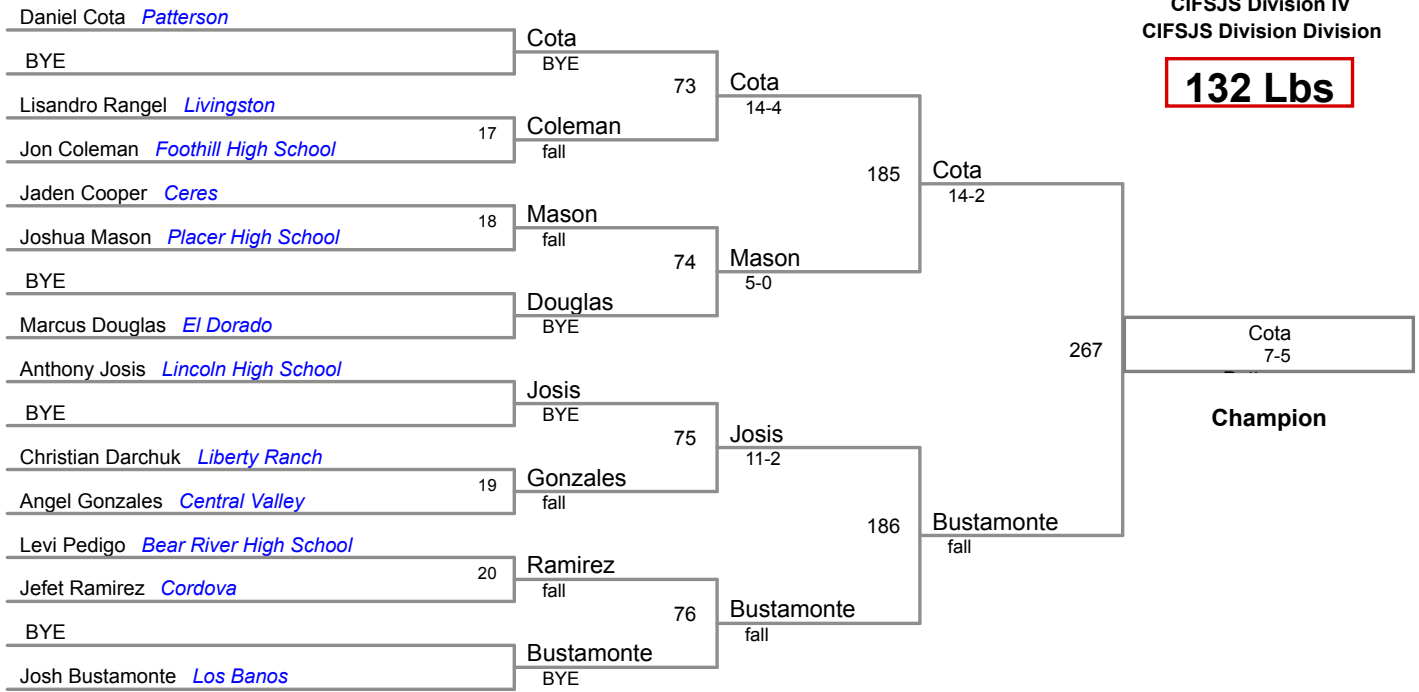 CIFSJS Division IV
CIFSJS Division Division
132 Lbs
Daniel Cota Patterson
BYE
Lisandro Rangel Livingston
17
Jon Coleman Foothill High School
Jaden Cooper Ceres
18
Joshua Mason Placer High School
BYE
Marcus Douglas El Dorado
Anthony Josis Lincoln High School
BYE
Christian Darchuk Liberty Ranch
19
Angel Gonzales Central Valley
Levi Pedigo Bear River High School
20
Jefet Ramirez Cordova
BYE
Josh Bustamonte Los Banos
Cota
BYE
73
Coleman
fall
Mason
fall
74
Douglas
BYE
Josis
BYE
75
Gonzales
fall
Ramirez
fall
76
Bustamonte
BYE
Cota
14-4
185
Mason
5-0
Josis
11-2
186
Bustamonte
fall
Cota
14-2
267
Bustamonte
fall
Cota
7-5
Champion